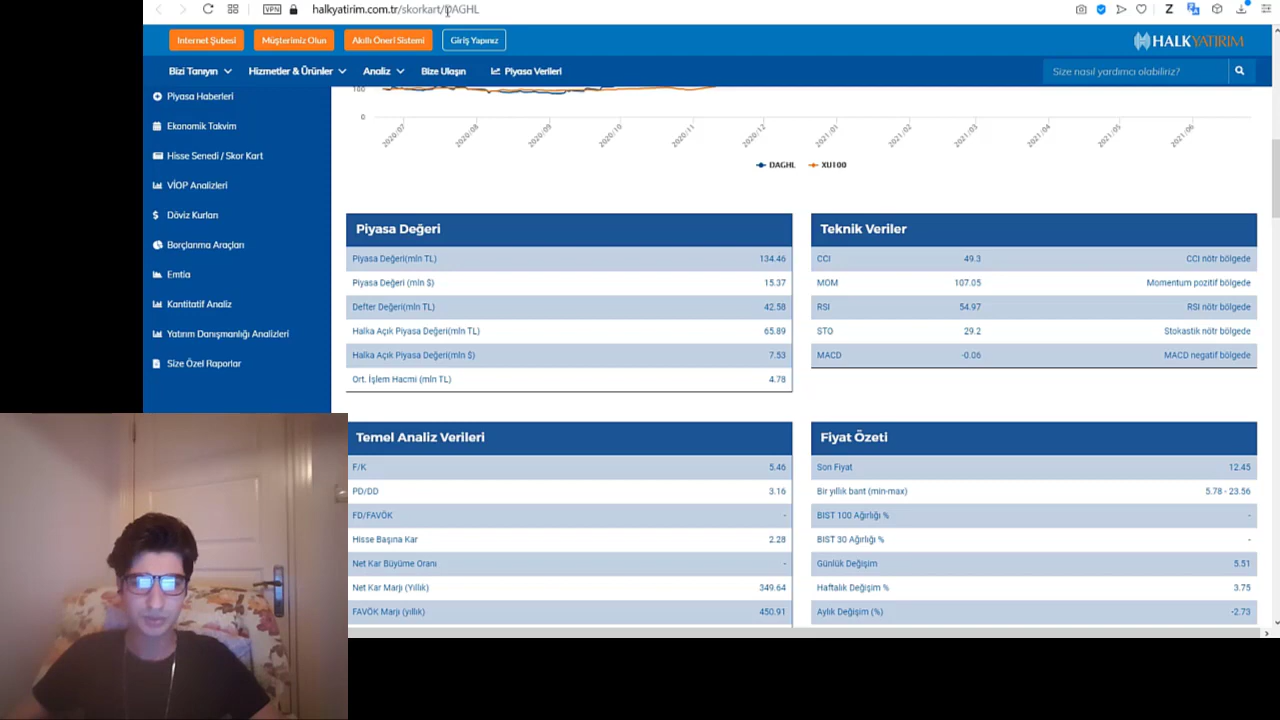 VPN
halkyatirim.com.tr/skorkart/DAGHL
Z
İnternet Şubesi
Müşterimiz Olun
Akıllı Öneri Sistemi
Giriş Yapınız
HALKYATIRIM
Bizi Tanıyın
Hizmetler & Ürünler
Analiz
Bize Ulaşın
Piyasa Verileri
Size nasıl yardımcı olabiliriz?
Piyasa Haberleri
Ekonomik Takvim
Hisse Senedi / Skor Kart
VİOP Analizleri
Döviz Kurları
Borçlanma Araçları
Emtia
Kantitatif Analiz
Yatırım Danışmanlığı Analizleri
Size Özel Raporlar
100
0
2020/07 2020/08 2020/09 2020/10 2020/11 2020/12 2021/01 2021/02 2021/03 2021/04 2021/05 2021/06
DAGHL XU100
Piyasa Değeri
Piyasa Değeri(mln TL) 134.46
Piyasa Değeri (mln $) 15.37
Defter Değeri(mln TL) 42.58
Halka Açık Piyasa Değeri(mln TL) 65.89
Halka Açık Piyasa Değeri(mln $) 7.53
Ort. İşlem Hacmi (mln TL) 4.78
Teknik Veriler
CCI 49.3 CCI nötr bölgede
MOM 107.05 Momentum pozitif bölgede
RSI 54.97 RSI nötr bölgede
STO 29.2 Stokastik nötr bölgede
MACD -0.06 MACD negatif bölgede
Temel Analiz Verileri
F/K 5.46
PD/DD 3.16
FD/FAVÖK -
Hisse Başına Kar 2.28
Net Kar Büyüme Oranı -
Net Kar Marjı (Yıllık) 349.64
FAVÖK Marjı (yıllık) 450.91
Fiyat Özeti
Son Fiyat 12.45
Bir yıllık bant (min-max) 5.78 - 23.56
BIST 100 Ağırlığı % -
BIST 30 Ağırlığı % -
Günlük Değişim 5.51
Haftalık Değişim % 3.75
Aylık Değişim (%) -2.73